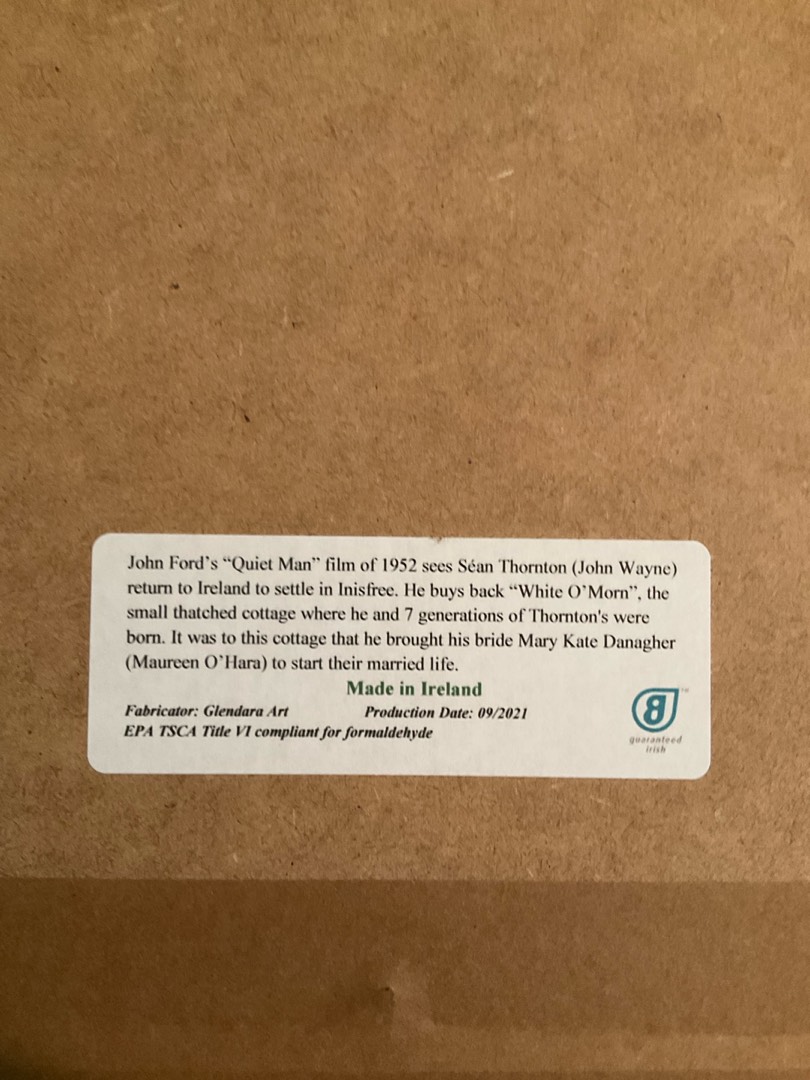 John Ford's “Quiet Man” film of 1952 sees Séan Thornton (John Wayne)
return to Ireland to settle in Inisfree. He buys back “White O'Morn”, the
small thatched cottage where he and 7 generations of Thornton's were
born. It was to this cottage that he brought his bride Mary Kate Danagher
(Maureen O'Hara) to start their married life.
Made in Ireland
Fabricator: Glendara Art Production Date: 09/2021
EPA TSCA Title VI compliant for formaldehyde
guaranteed
irish